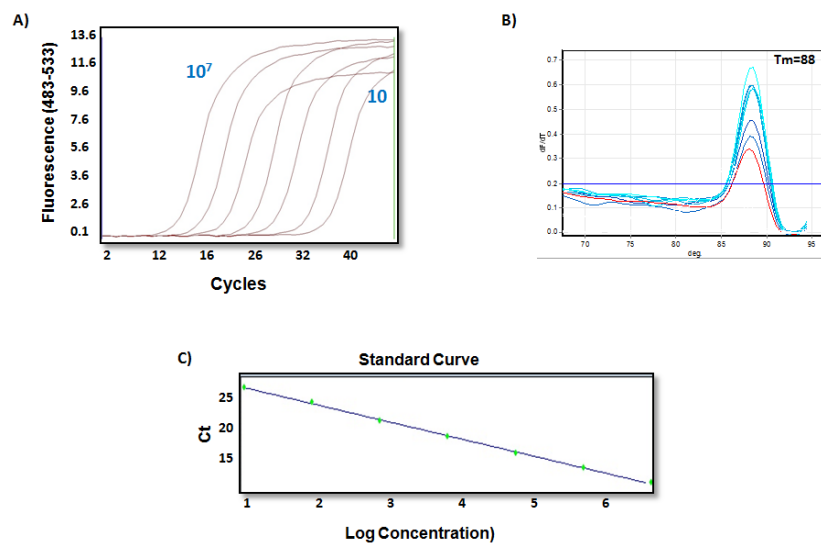 A)
Fluorescence (483-533)
13.6
11.6
9.6
7.6
3.6
2.6
0.1
10⁷
10
2 12 16 26 32 40
Cycles
B)
Tm=88
dF/dT
0.7
0.6
0.5
0.4
0.3
0.2
0.1
0.0
70 75 80 85 90 95
deg.
C)
Standard Curve
Ct
25
20
15
1 2 3 4 5 6
Log Concentration)